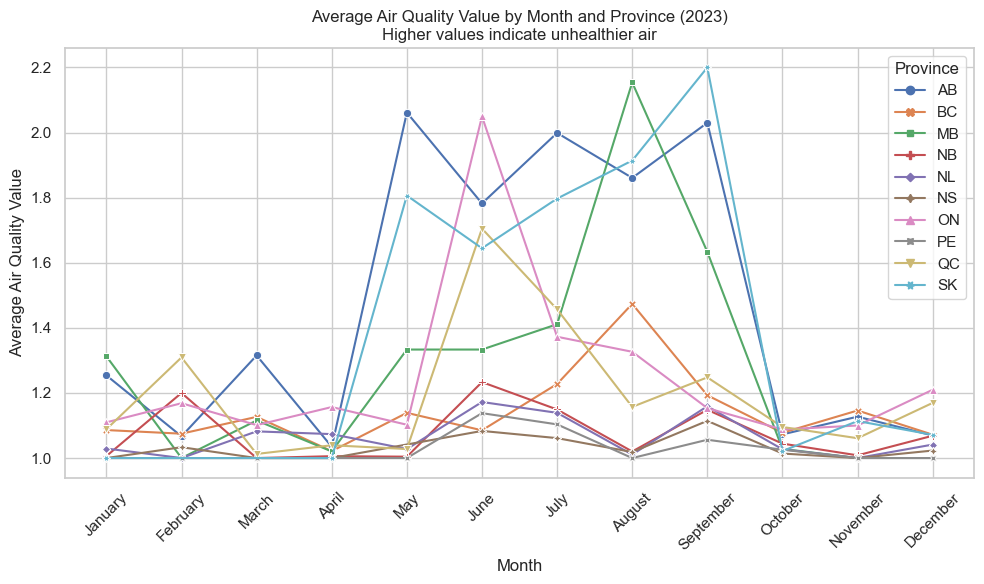 Average Air Quality Value by Month and Province (2023)
Higher values indicate unhealthier air
Average Air Quality Value
2.2
2.0
1.8
1.6
1.4
1.2
1.0
Province
AB
BC
MB
NB
NL
NS
ON
PE
QC
SK
January
February
March
April
May
June
July
August
September
October
November
December
Month